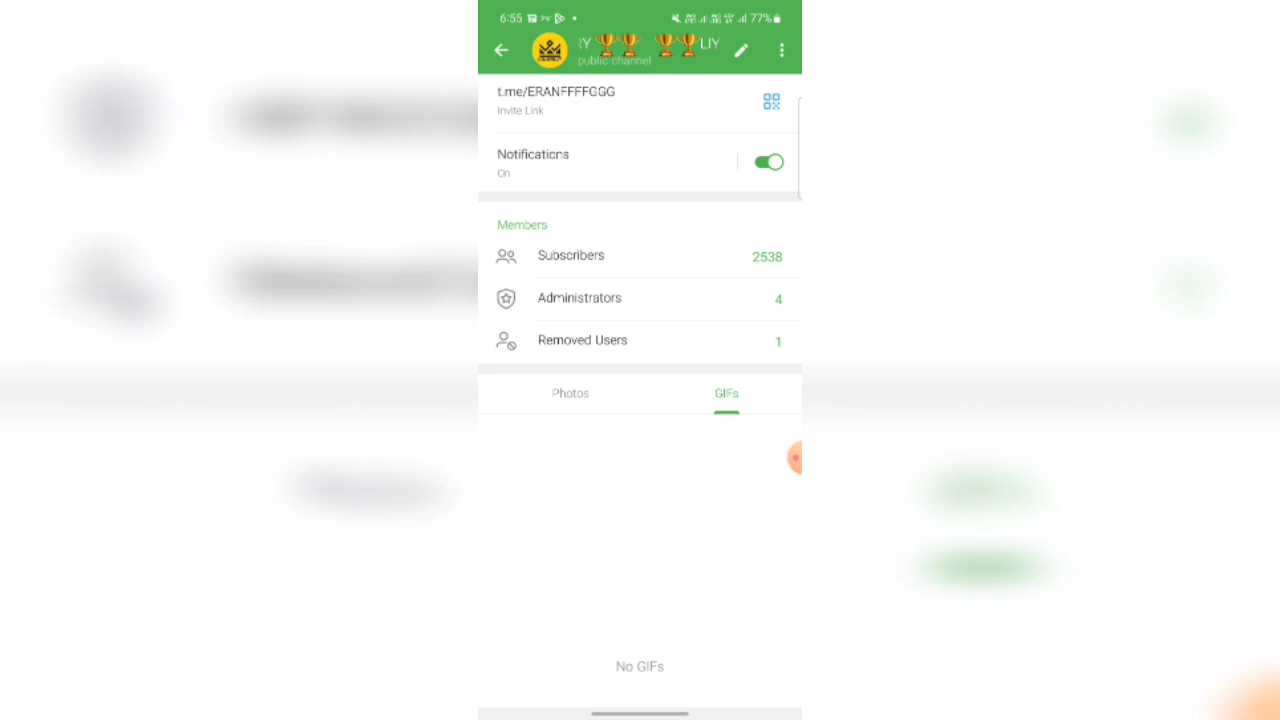 6:55 77%
public channel
t.me/ERANFFFFGGG
Invite Link
Notifications
On
Members
Subscribers 2538
Administrators 4
Removed Users 1
Photos GIFs
No GIFs